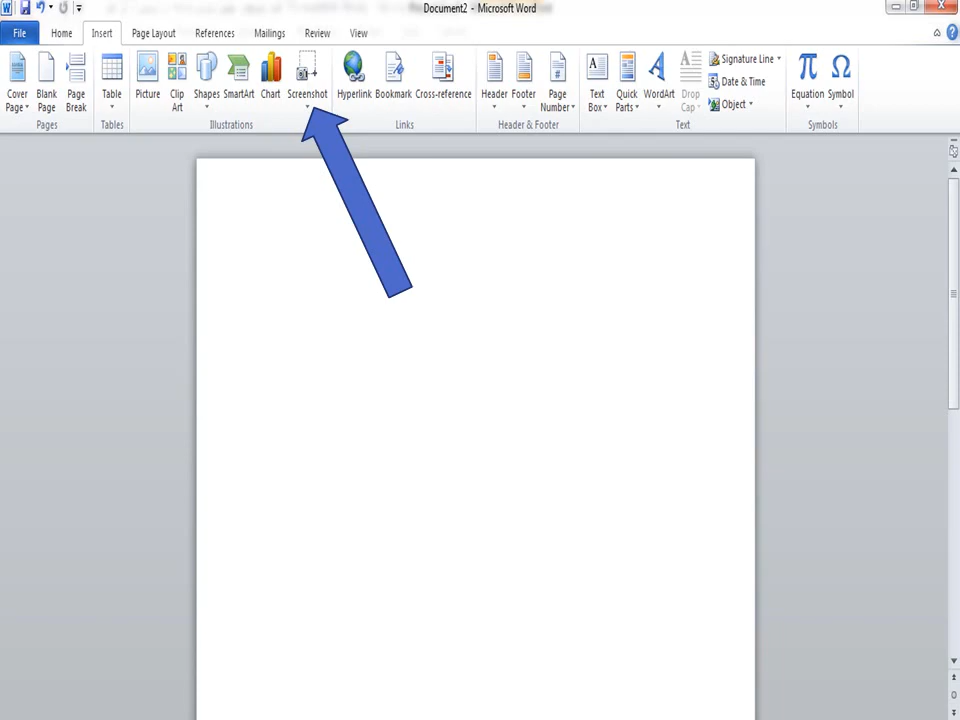 Document2 - Microsoft Word
File Home Insert Page Layout References Mailings Review View
Cover Page Blank Page Page Break Table Picture Clip Art Shapes SmartArt Chart Screenshot Hyperlink Bookmark Cross-reference Header Footer Page Number Text Box Quick Parts WordArt Drop Cap Signature Line Equation Symbol
Date & Time
Object
Pages Tables Illustrations Links Header & Footer Text Symbols